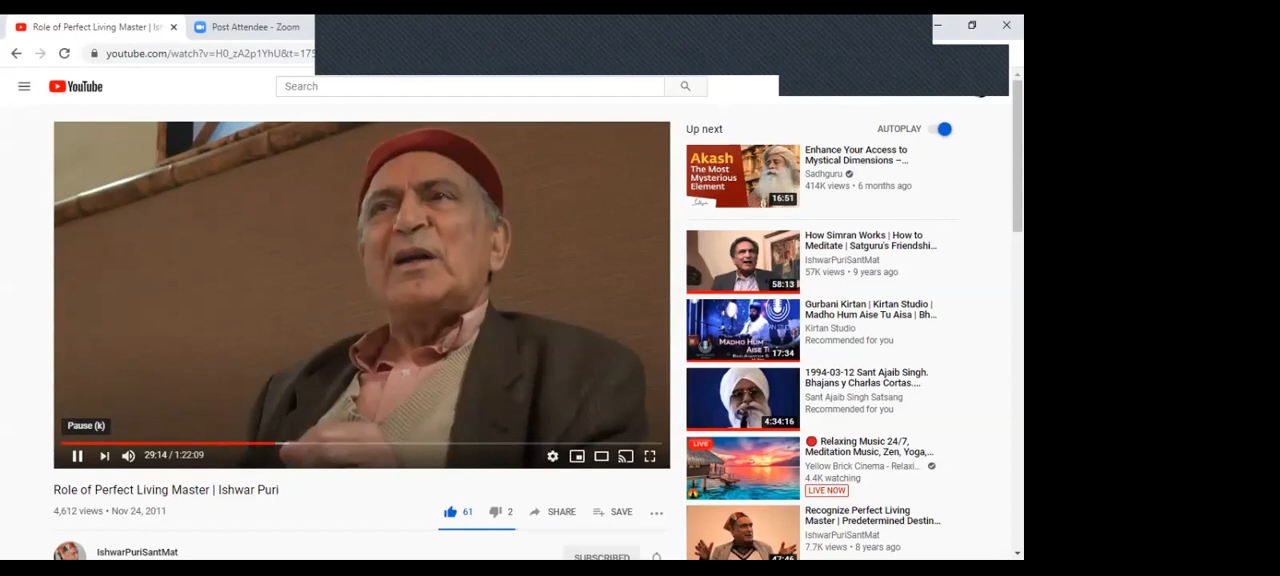 Role of Perfect Living Master | Ish
Post Attendee - Zoom
youtube.com/watch?v=H0_zA2p1YhU&t=175
YouTube
Search
Up next
AUTOPLAY
Akash
The Most
Mysterious
Element
16:51
Enhance Your Access to
Mystical Dimensions –...
Sadhguru
414K views • 6 months ago
58:13
How Simran Works | How to
Meditate | Satguru's Friendshi...
IshwarPuriSantMat
57K views • 9 years ago
MADHO HUM
AISE TU
17:34
Gurbani Kirtan | Kirtan Studio |
Madho Hum Aise Tu Aisa | Bh...
Kirtan Studio
Recommended for you
4:34:16
1994-03-12 Sant Ajaib Singh.
Bhajans y Charlas Cortas....
Sant Ajaib Singh Satsang
Recommended for you
LIVE
Relaxing Music 24/7,
Meditation Music, Zen, Yoga,...
Yellow Brick Cinema - Relaxi...
4.4K watching
LIVE NOW
47:46
Recognize Perfect Living
Master | Predetermined Destin...
IshwarPuriSantMat
7.7K views • 8 years ago
Pause (k)
29:14 / 1:22:09
Role of Perfect Living Master | Ishwar Puri
4,612 views • Nov 24, 2011
61
2
SHARE
SAVE
IshwarPuriSantMat
SUBSCRIBED